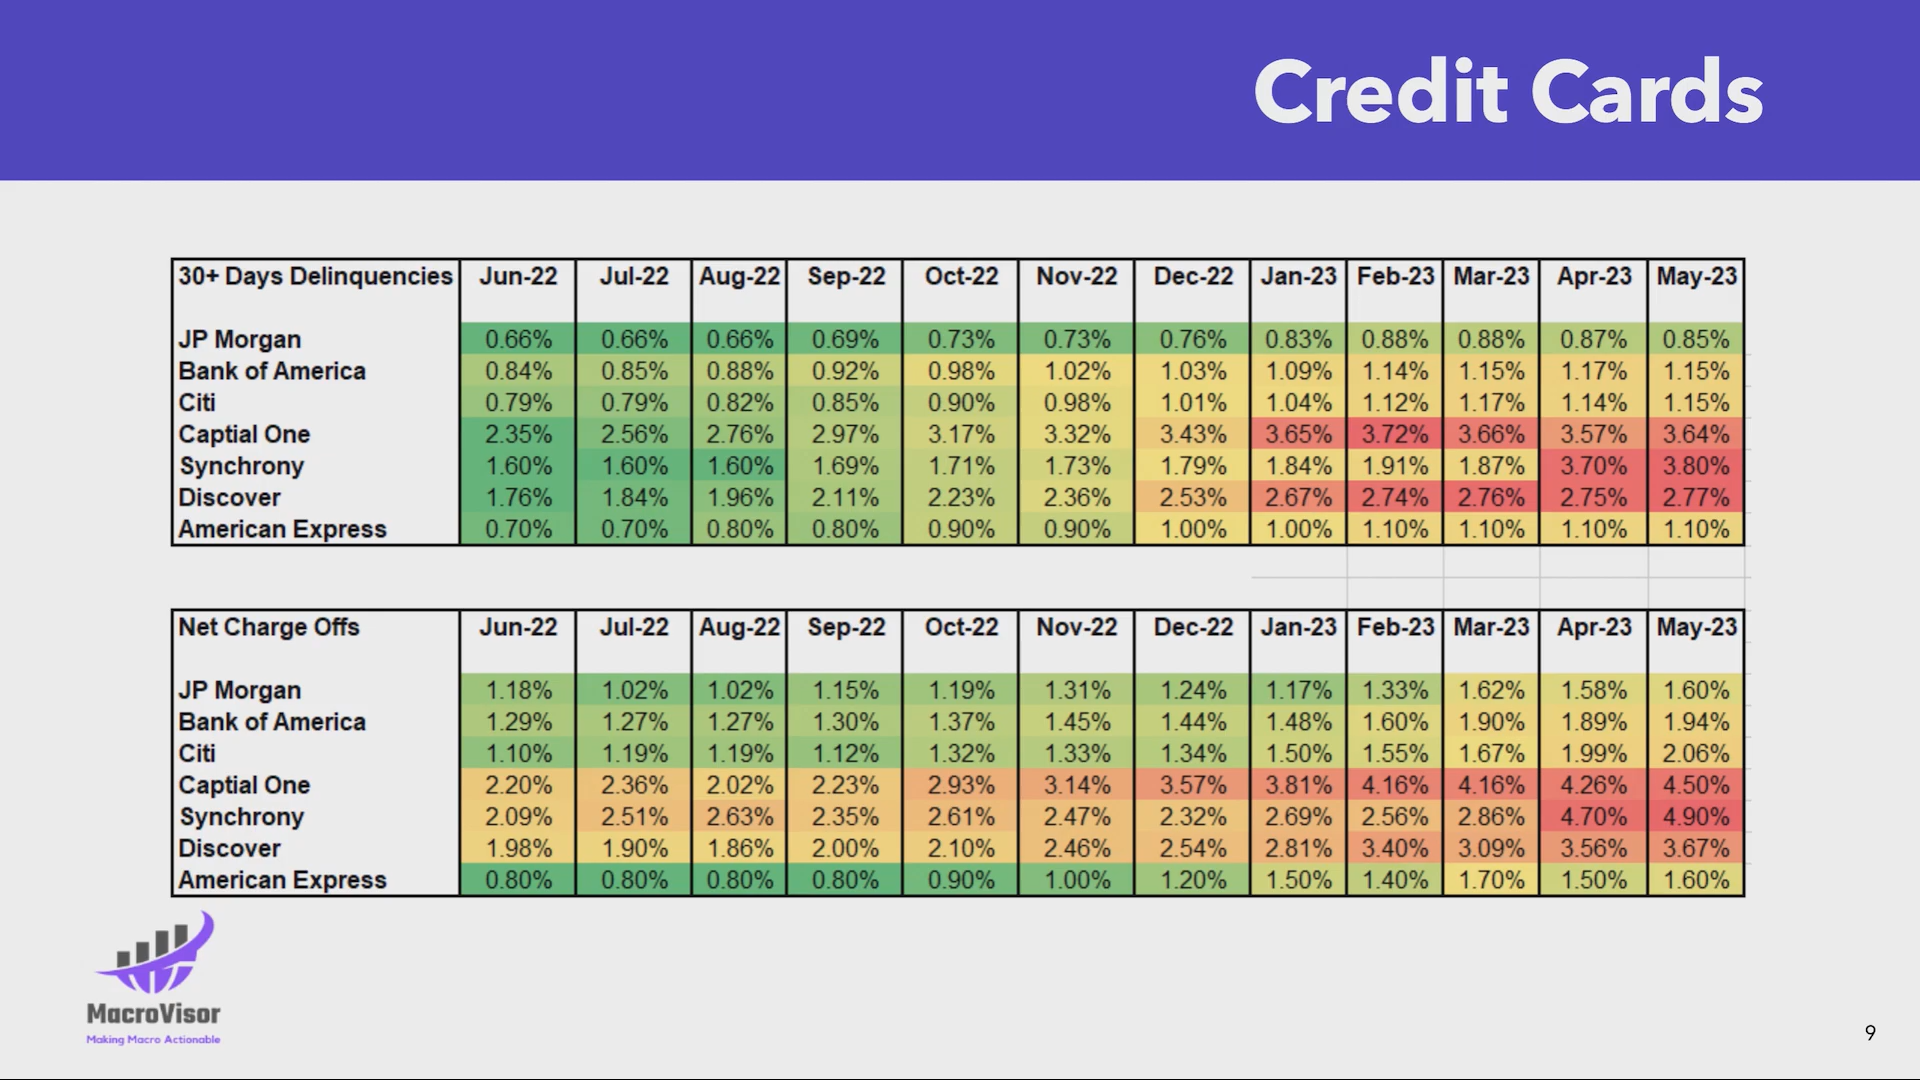 Credit Cards
30+ Days Delinquencies Jun-22 Jul-22 Aug-22 Sep-22 Oct-22 Nov-22 Dec-22 Jan-23 Feb-23 Mar-23 Apr-23 May-23
JP Morgan 0.66% 0.66% 0.66% 0.69% 0.73% 0.73% 0.76% 0.83% 0.88% 0.88% 0.87% 0.85%
Bank of America 0.84% 0.85% 0.88% 0.92% 0.98% 1.02% 1.03% 1.09% 1.14% 1.15% 1.17% 1.15%
Citi 0.79% 0.79% 0.82% 0.85% 0.90% 0.98% 1.01% 1.04% 1.12% 1.17% 1.14% 1.15%
Captial One 2.35% 2.56% 2.76% 2.97% 3.17% 3.32% 3.43% 3.65% 3.72% 3.66% 3.57% 3.64%
Synchrony 1.60% 1.60% 1.60% 1.69% 1.71% 1.73% 1.79% 1.84% 1.91% 1.87% 3.70% 3.80%
Discover 1.76% 1.84% 1.96% 2.11% 2.23% 2.36% 2.53% 2.67% 2.74% 2.76% 2.75% 2.77%
American Express 0.70% 0.70% 0.80% 0.80% 0.90% 0.90% 1.00% 1.00% 1.10% 1.10% 1.10% 1.10%
Net Charge Offs Jun-22 Jul-22 Aug-22 Sep-22 Oct-22 Nov-22 Dec-22 Jan-23 Feb-23 Mar-23 Apr-23 May-23
JP Morgan 1.18% 1.02% 1.02% 1.15% 1.19% 1.31% 1.24% 1.17% 1.33% 1.62% 1.58% 1.60%
Bank of America 1.29% 1.27% 1.27% 1.30% 1.37% 1.45% 1.44% 1.48% 1.60% 1.90% 1.89% 1.94%
Citi 1.10% 1.19% 1.19% 1.12% 1.32% 1.33% 1.34% 1.50% 1.55% 1.67% 1.99% 2.06%
Captial One 2.20% 2.36% 2.02% 2.23% 2.93% 3.14% 3.57% 3.81% 4.16% 4.16% 4.26% 4.50%
Synchrony 2.09% 2.51% 2.63% 2.35% 2.61% 2.47% 2.32% 2.69% 2.56% 2.86% 4.70% 4.90%
Discover 1.98% 1.90% 1.86% 2.00% 2.10% 2.46% 2.54% 2.81% 3.40% 3.09% 3.56% 3.67%
American Express 0.80% 0.80% 0.80% 0.80% 0.90% 1.00% 1.20% 1.50% 1.40% 1.70% 1.50% 1.60%
MacroVisor
Making Macro Actionable
9